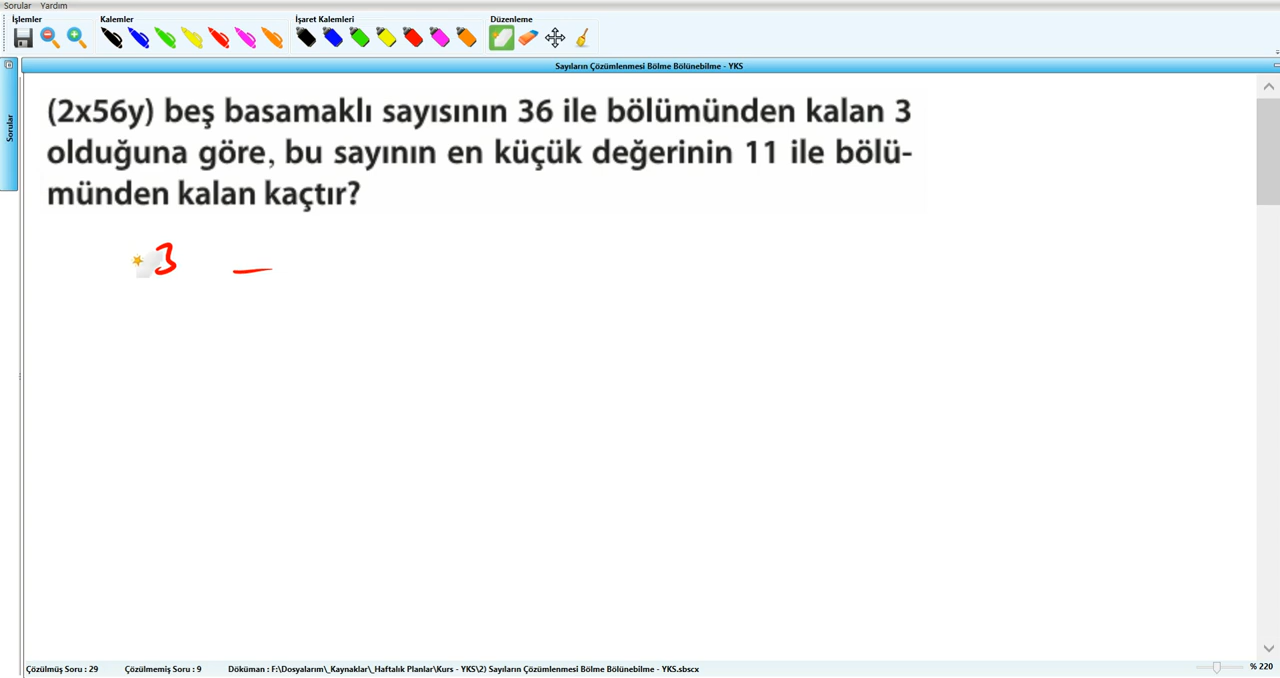 Sorular Yardım
İşlemler Kalemler İşaret Kalemleri Düzenleme
Sayıların Çözümlenmesi Bölme Bölünebilme - YKS
Sorular
(2x56y) beş basamaklı sayısının 36 ile bölümünden kalan 3
olduğuna göre, bu sayının en küçük değerinin 11 ile bölü-
münden kalan kaçtır?
3 —
Çözülmüş Soru : 29 Çözülmemiş Soru : 9 Döküman : F:\Dosyalarım\_Kaynaklar\_Haftalık Planlar\Kurs - YKS\2) Sayıların Çözümlenmesi Bölme Bölünebilme - YKS.sbscx % 220